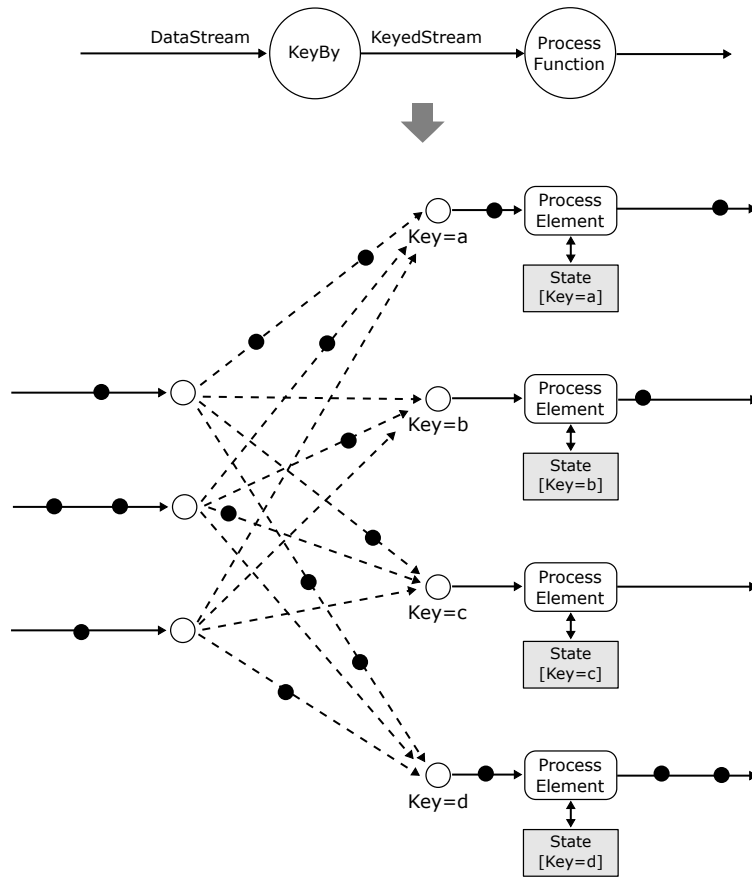 DataStream
KeyBy
KeyedStream
Process
Function
Process
Element
Key=a
State
[Key=a]
Process
Element
Key=b
State
[Key=b]
Process
Element
Key=c
State
[Key=c]
Process
Element
Key=d
State
[Key=d]